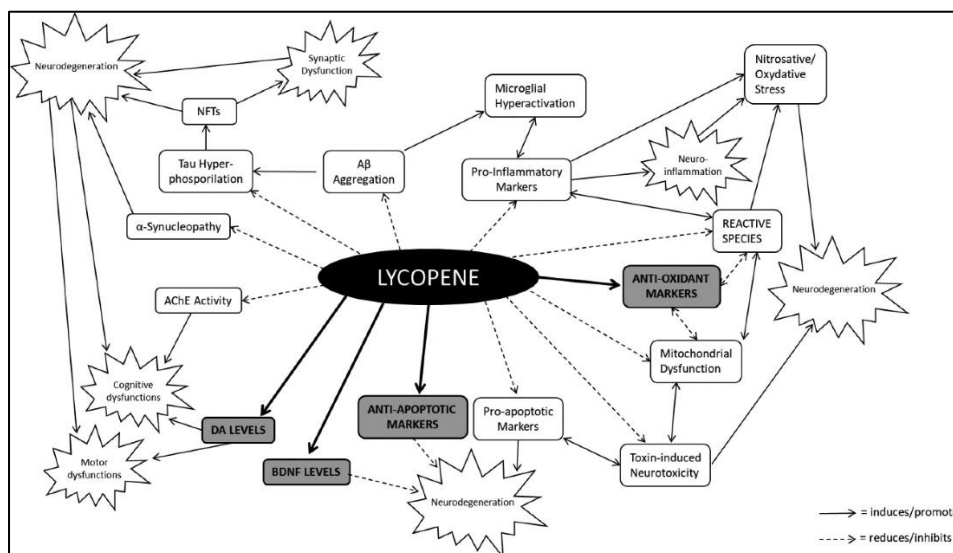 Neurodegeneration
Synaptic
Dysfunction
Nitrosative/
Oxydative
Stress
Microglial
Hyperactivation
NFTs
Tau Hyper-
phosporilation
Aβ
Aggregation
Pro-Inflammatory
Markers
Neuro-
inflammation
α-Synucleopathy
REACTIVE
SPECIES
LYCOPENE
ANTI-OXIDANT
MARKERS
Neurodegeneration
AChE Activity
Mitochondrial
Dysfunction
Cognitive
dysfunctions
DA LEVELS
ANTI-APOPTOTIC
MARKERS
Pro-apoptotic
Markers
Motor
dysfunctions
BDNF LEVELS
Toxin-induced
Neurotoxicity
Neurodegeneration
= induces/promot
= reduces/inhibits